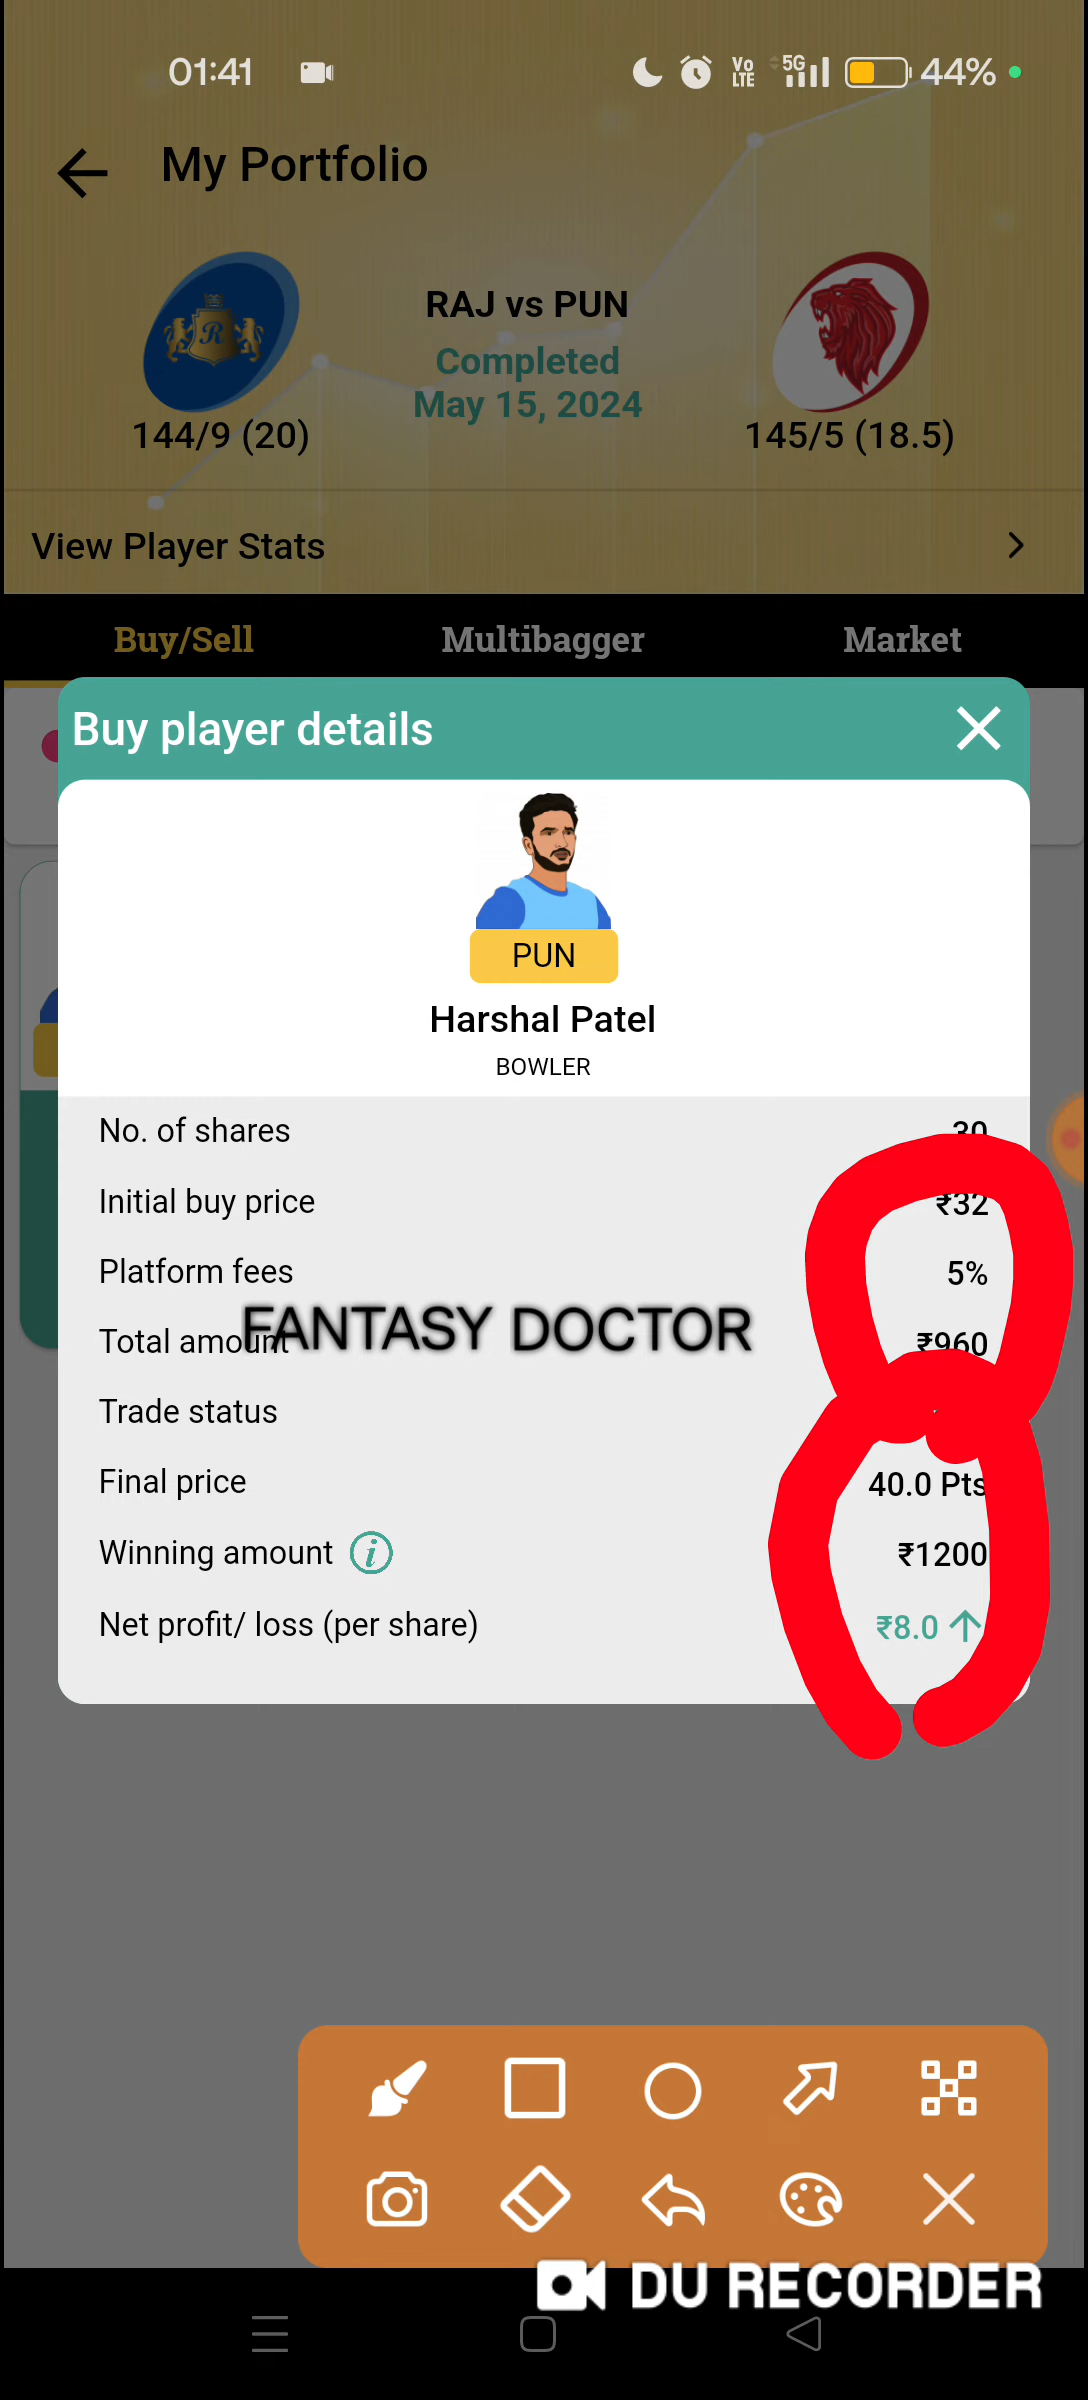 01:41
Vo LTE 5G 44%
My Portfolio
R
RAJ vs PUN
Completed
May 15, 2024
144/9 (20)
145/5 (18.5)
View Player Stats
Buy/Sell Multibagger Market
Buy player details
PUN
Harshal Patel
BOWLER
No. of shares 30
Initial buy price ₹32
Platform fees 5%
FANTASY DOCTOR
Total amount ₹960
Trade status
Final price 40.0 Pts
Winning amount i ₹1200
Net profit/ loss (per share) ₹8.0
DU RECORDER